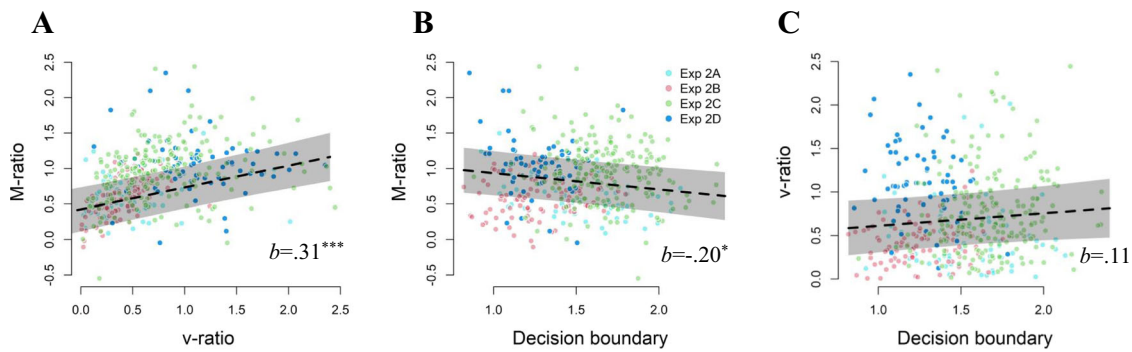 A
M-ratio
2.5
2.0
1.5
1.0
0.5
0.0
-0.5
b=.31***
0.0 0.5 1.0 1.5 2.0 2.5
v-ratio
B
M-ratio
2.5
2.0
1.5
1.0
0.5
0.0
-0.5
Exp 2A
Exp 2B
Exp 2C
Exp 2D
b=-.20*
1.0 1.5 2.0
Decision boundary
C
v-ratio
2.5
2.0
1.5
1.0
0.5
0.0
b=.11
1.0 1.5 2.0
Decision boundary